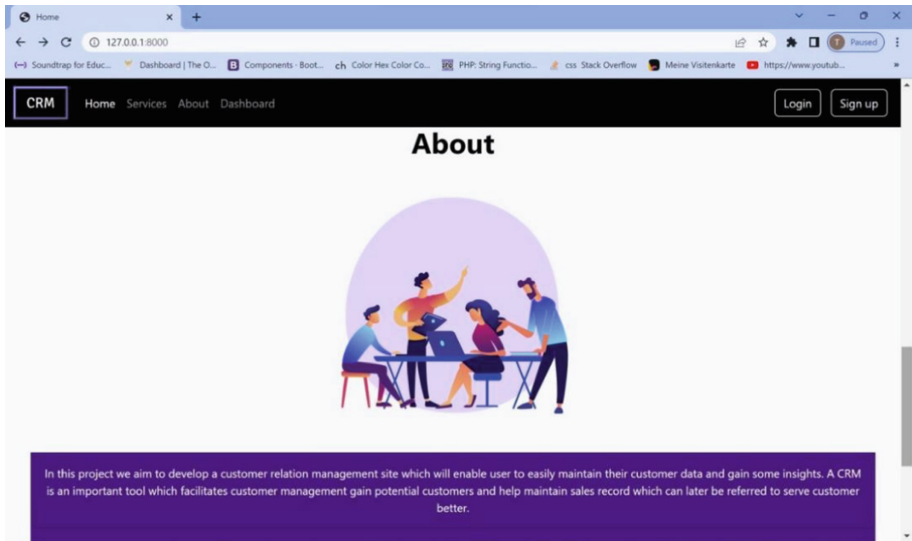 Home
127.0.0.1:8000
Paused
Soundtrap for Educ... Dashboard | The O... Components · Boot... ch Color Hex Color Co... PHP: String Functio... css Stack Overflow Meine Visitenkarte https://www.youtub...
CRM Home Services About Dashboard Login Sign up
About
In this project we aim to develop a customer relation management site which will enable user to easily maintain their customer data and gain some insights. A CRM
is an important tool which facilitates customer management gain potential customers and help maintain sales record which can later be referred to serve customer
better.